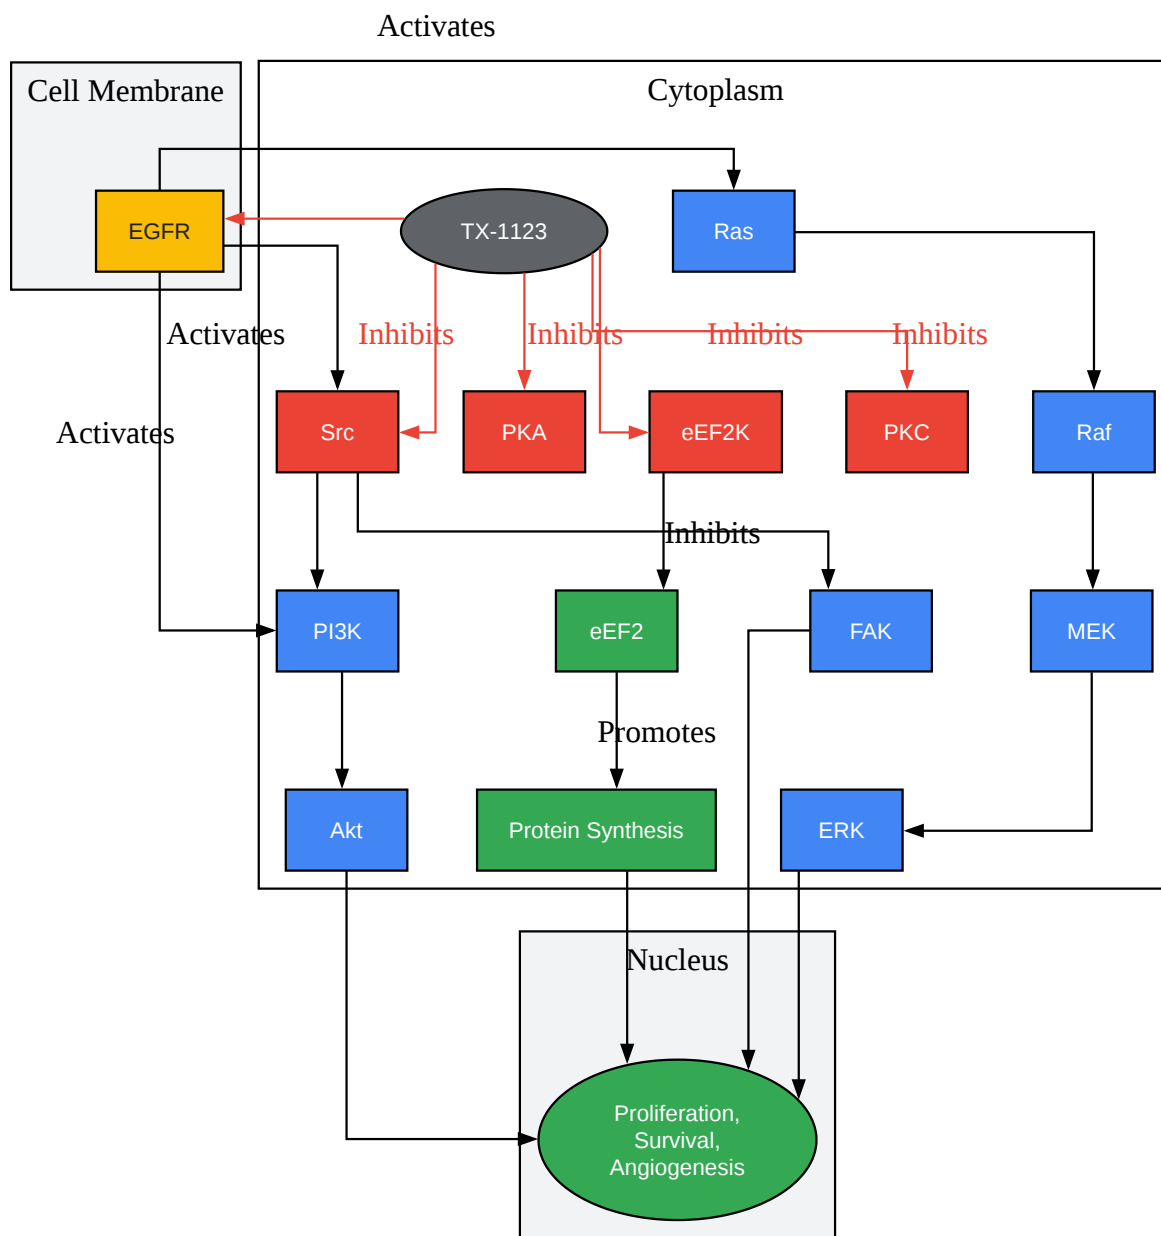 Activates
Cell Membrane
Cytoplasm
EGFR
TX-1123
Ras
Activates
Inhibits
Inhibits
Inhibits
Inhibits
Activates
Src
PKA
eEF2K
PKC
Raf
Inhibits
PI3K
eEF2
FAK
MEK
Promotes
Akt
Protein Synthesis
ERK
Nucleus
Proliferation,
Survival,
Angiogenesis